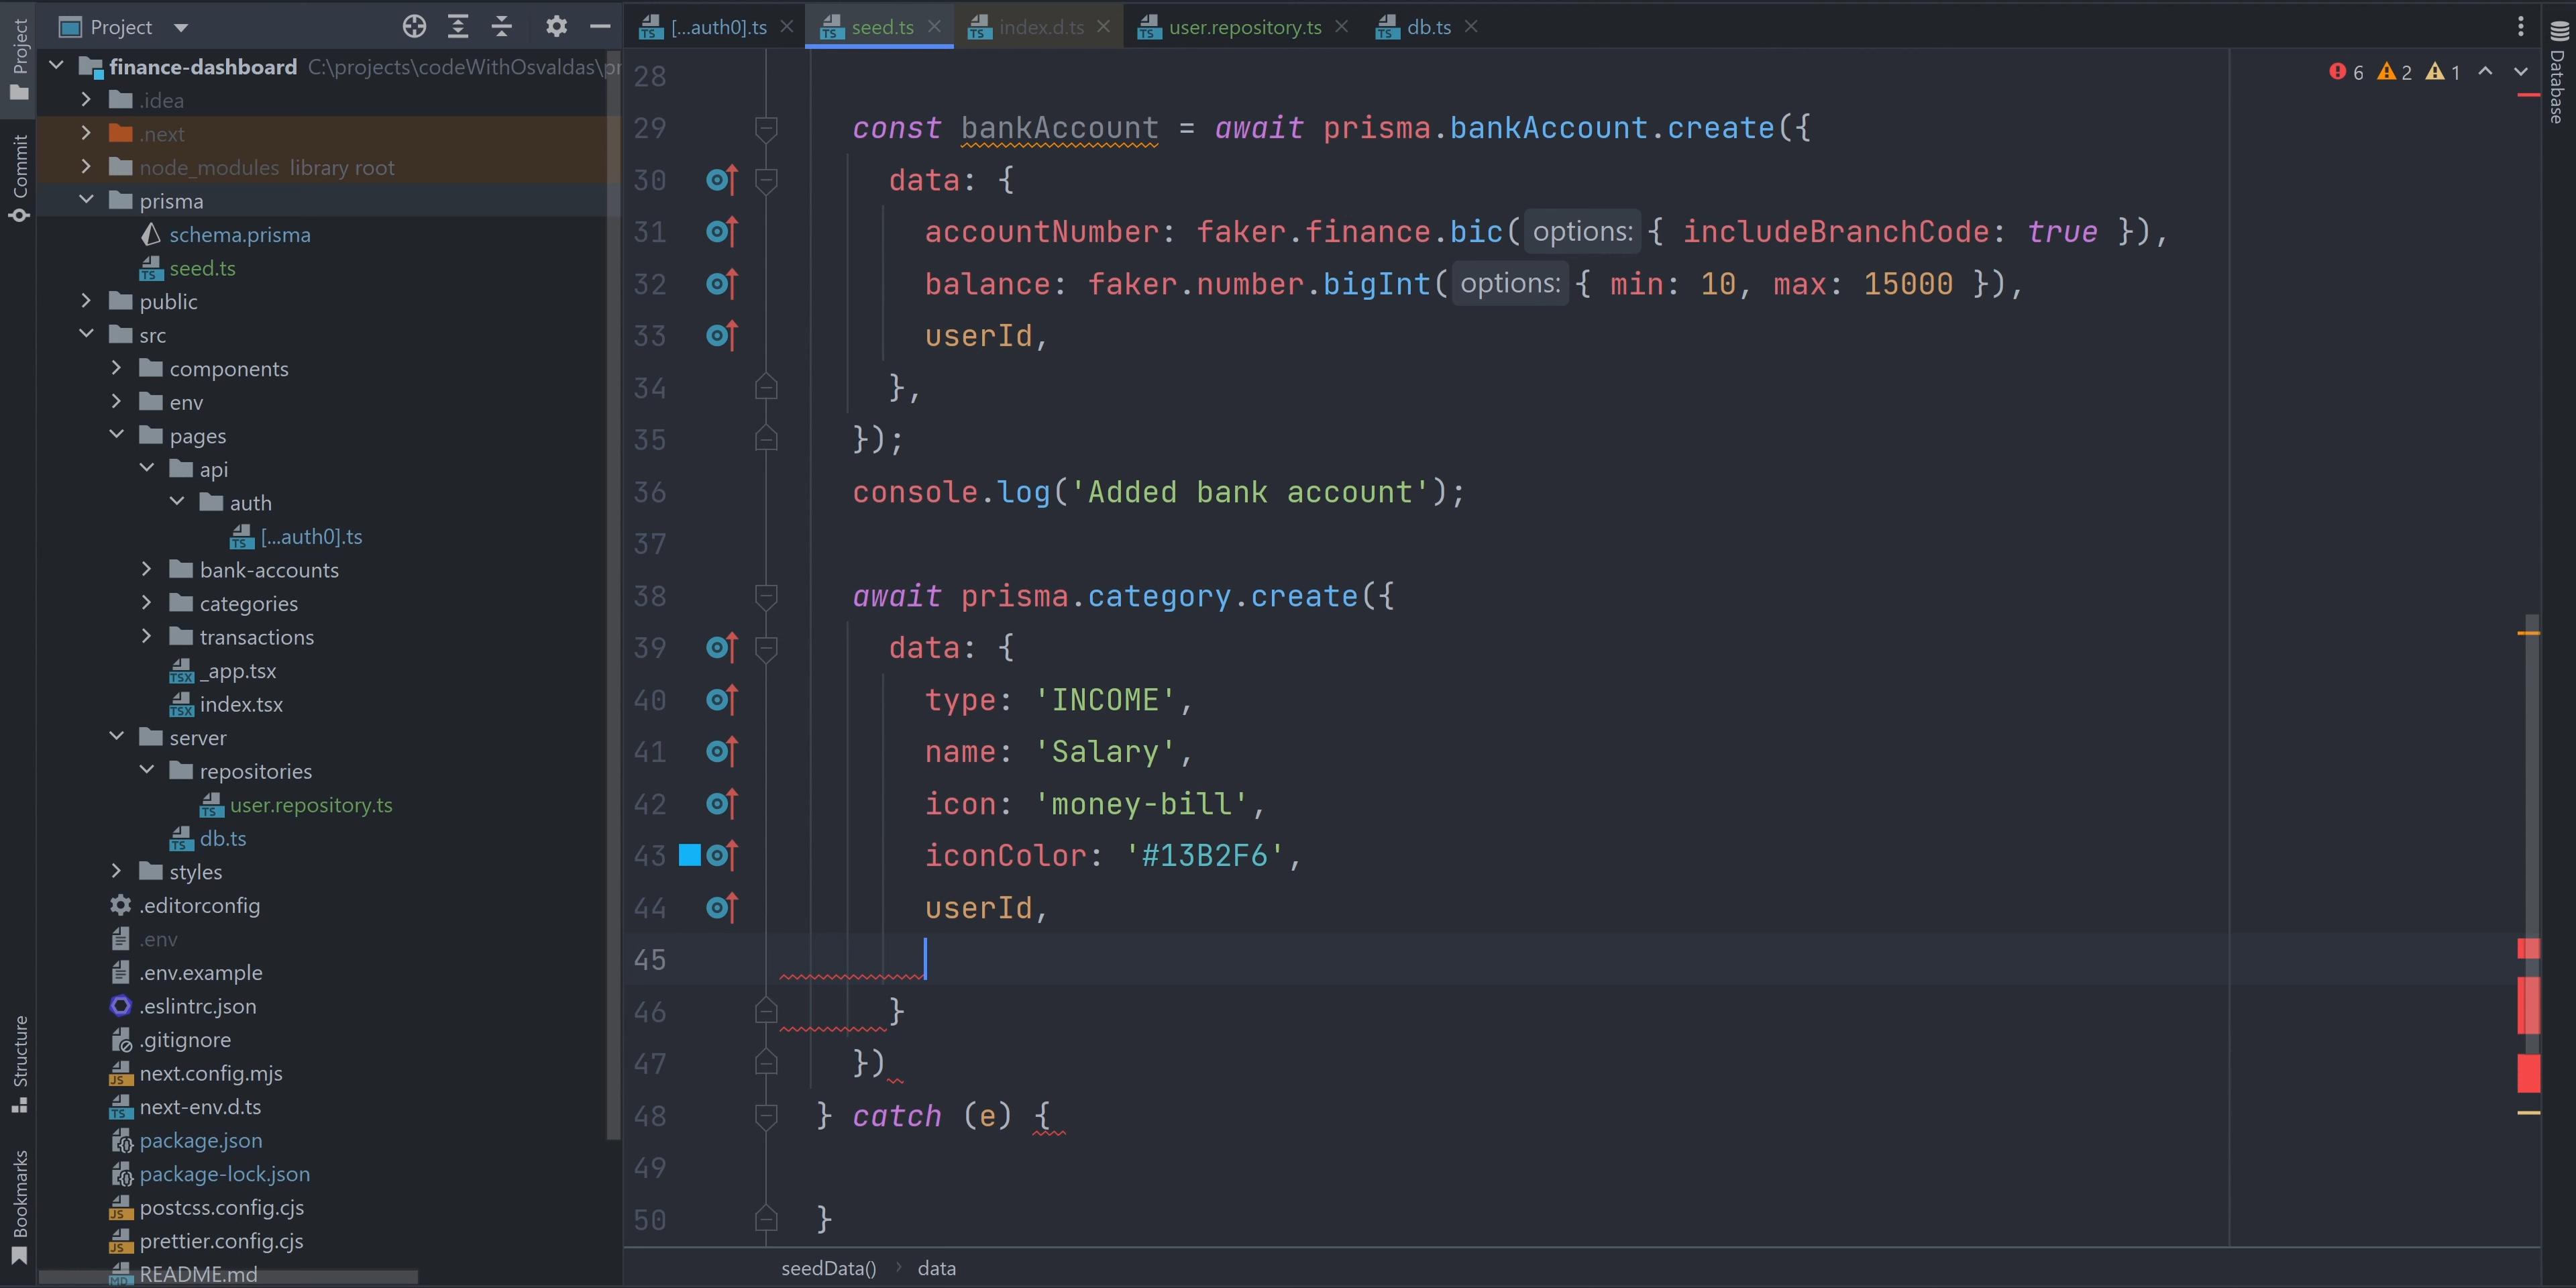 Project
Commit
Structure
Bookmarks
Project
finance-dashboard C:\projects\codeWithOsvaldas\pr
.idea
.next
node_modules library root
prisma
schema.prisma
seed.ts
public
src
components
env
pages
api
auth
[...auth0].ts
bank-accounts
categories
transactions
_app.tsx
index.tsx
server
repositories
user.repository.ts
db.ts
styles
.editorconfig
.env
.env.example
.eslintrc.json
.gitignore
next.config.mjs
next-env.d.ts
package.json
package-lock.json
postcss.config.cjs
prettier.config.cjs
README.md
[...auth0].ts seed.ts index.d.ts user.repository.ts db.ts
6 2 1
28
29 const bankAccount = await prisma.bankAccount.create({
30 data: {
31 accountNumber: faker.finance.bic( options: { includeBranchCode: true }),
32 balance: faker.number.bigInt( options: { min: 10, max: 15000 }),
33 userId,
34 },
35 });
36 console.log('Added bank account');
37
38 await prisma.category.create({
39 data: {
40 type: 'INCOME',
41 name: 'Salary',
42 icon: 'money-bill',
43 iconColor: '#13B2F6',
44 userId,
45
46 }
47 })
48 } catch (e) {
49
50 }
seedData() › data
Database